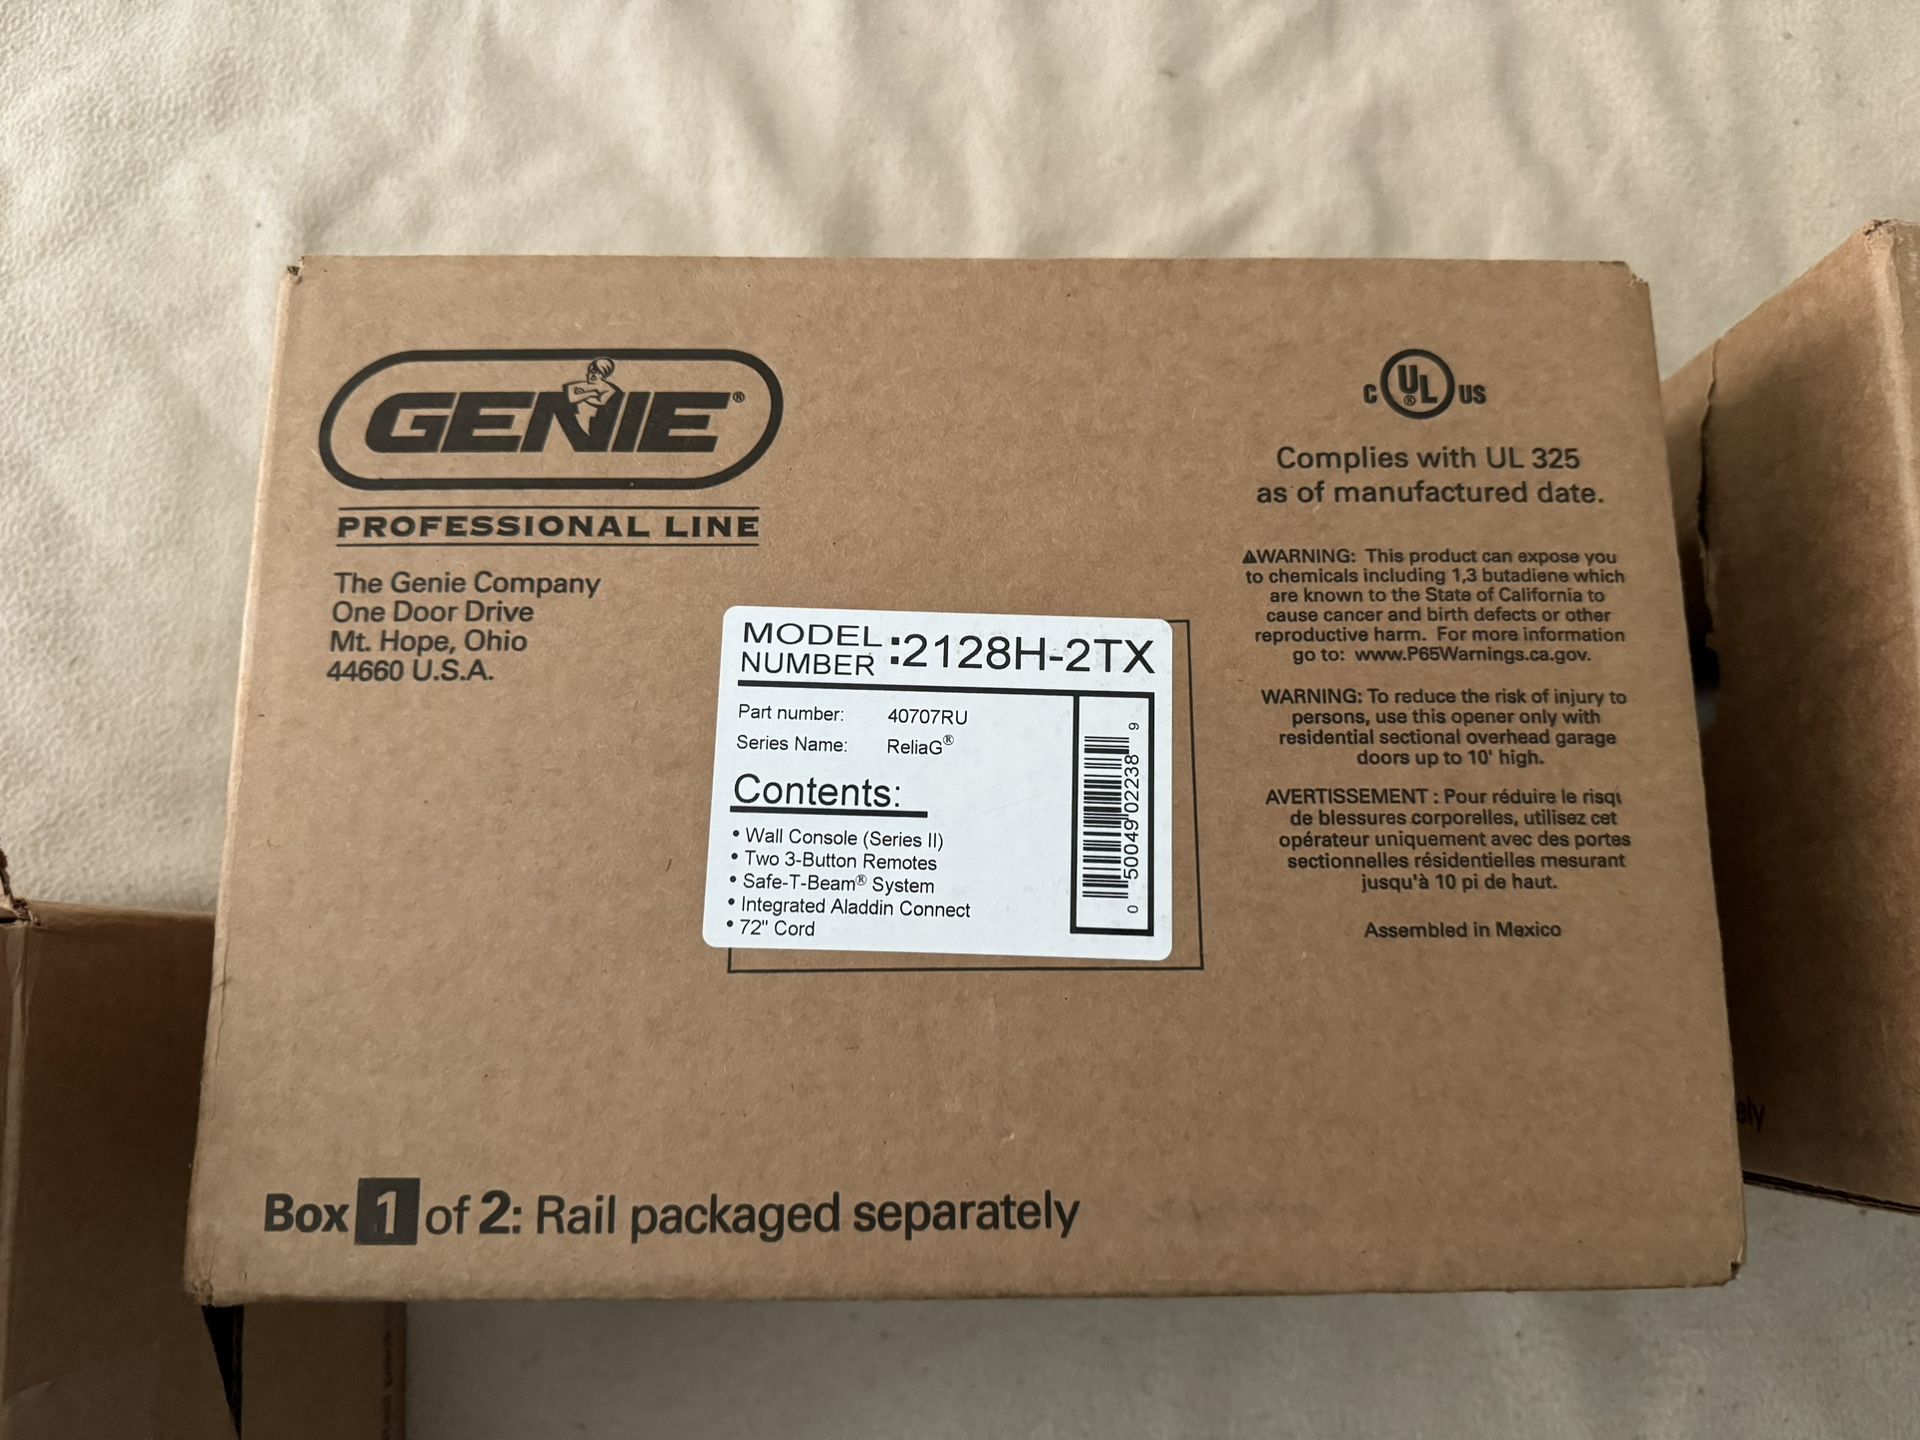 GENIE®
PROFESSIONAL LINE
The Genie Company
One Door Drive
Mt. Hope, Ohio
44660 U.S.A.
MODEL NUMBER :2128H-2TX
Part number: 40707RU
Series Name: ReliaG®
Contents:
• Wall Console (Series II)
• Two 3-Button Remotes
• Safe-T-Beam® System
• Integrated Aladdin Connect
• 72" Cord
0 50049 02238 9
C UL® US
Complies with UL 325
as of manufactured date.
⚠WARNING: This product can expose you
to chemicals including 1,3 butadiene which
are known to the State of California to
cause cancer and birth defects or other
reproductive harm. For more information
go to: www.P65Warnings.ca.gov.
WARNING: To reduce the risk of injury to
persons, use this opener only with
residential sectional overhead garage
doors up to 10' high.
AVERTISSEMENT : Pour réduire le risqu
de blessures corporelles, utilisez cet
opérateur uniquement avec des portes
sectionnelles résidentielles mesurant
jusqu'à 10 pi de haut.
Assembled in Mexico
Box 1 of 2: Rail packaged separately
ely